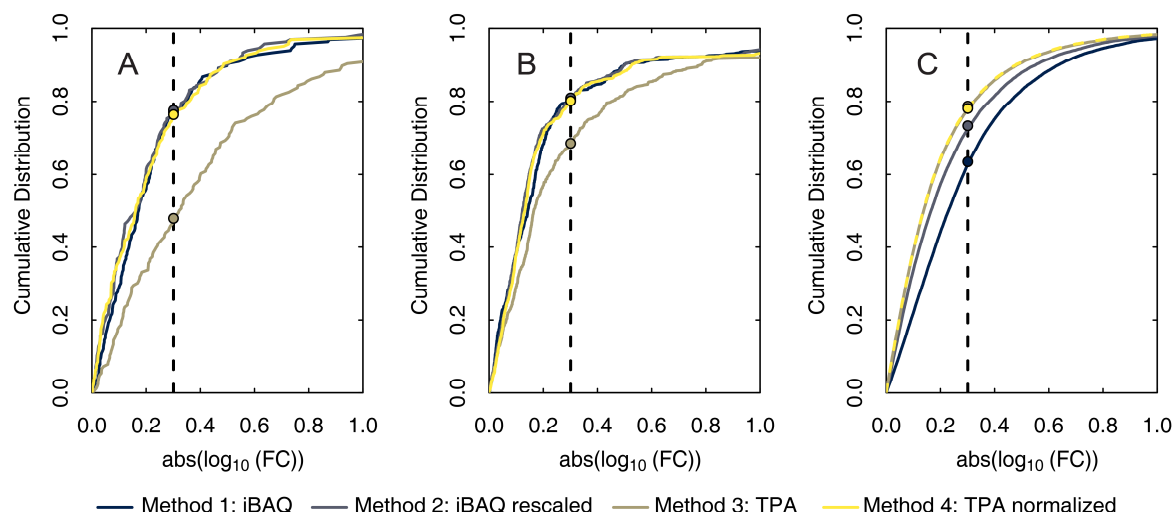 A
B
C
Cumulative Distribution
0.0 0.2 0.4 0.6 0.8 1.0
0.0 0.2 0.4 0.6 0.8 1.0
abs(log10 (FC))
Cumulative Distribution
0.0 0.2 0.4 0.6 0.8 1.0
0.0 0.2 0.4 0.6 0.8 1.0
abs(log10 (FC))
Cumulative Distribution
0.0 0.2 0.4 0.6 0.8 1.0
0.0 0.2 0.4 0.6 0.8 1.0
abs(log10 (FC))
Method 1: iBAQ Method 2: iBAQ rescaled Method 3: TPA Method 4: TPA normalized